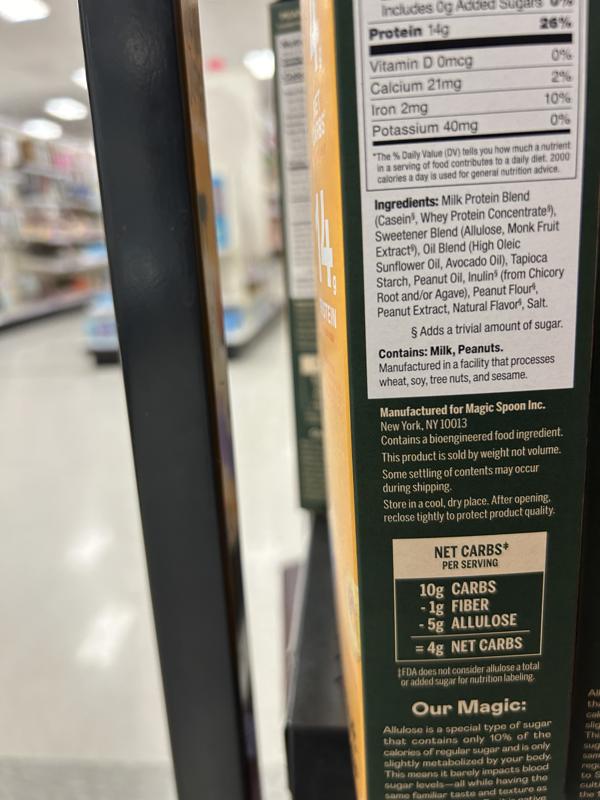 Includes 0g Added Sugars 0%
Protein 14g 26%
Vitamin D 0mcg 0%
Calcium 21mg 2%
Iron 2mg 10%
Potassium 40mg 0%
*The % Daily Value (DV) tells you how much a nutrient
in a serving of food contributes to a daily diet. 2000
calories a day is used for general nutrition advice.
Ingredients: Milk Protein Blend
(Casein§, Whey Protein Concentrate§),
Sweetener Blend (Allulose, Monk Fruit
Extract§), Oil Blend (High Oleic
Sunflower Oil, Avocado Oil), Tapioca
Starch, Peanut Oil, Inulin§ (from Chicory
Root and/or Agave), Peanut Flour§,
Peanut Extract, Natural Flavor§, Salt.
§ Adds a trivial amount of sugar.
Contains: Milk, Peanuts.
Manufactured in a facility that processes
wheat, soy, tree nuts, and sesame.
Manufactured for Magic Spoon Inc.
New York, NY 10013
Contains a bioengineered food ingredient.
This product is sold by weight not volume.
Some settling of contents may occur
during shipping.
Store in a cool, dry place. After opening,
reclose tightly to protect product quality.
NET CARBS‡
PER SERVING
10g CARBS
- 1g FIBER
- 5g ALLULOSE
= 4g NET CARBS
‡FDA does not consider allulose a total
or added sugar for nutrition labeling.
Our Magic:
Allulose is a special type of sugar
that contains only 10% of the
calories of regular sugar and is only
slightly metabolized by your body.
This means it barely impacts blood
sugar levels—all while having the
same familiar taste and texture as
14g
PROTEIN